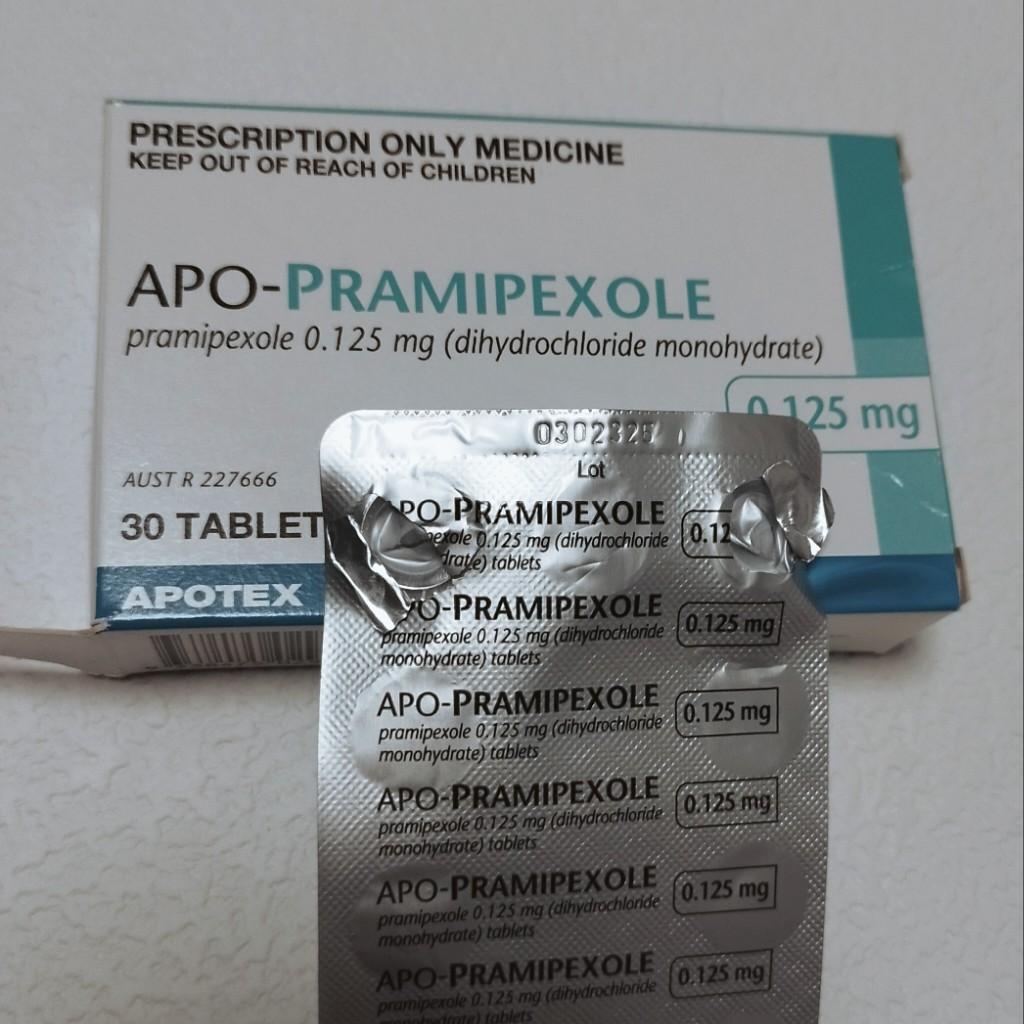 PRESCRIPTION ONLY MEDICINE
KEEP OUT OF REACH OF CHILDREN
APO-PRAMIPEXOLE
pramipexole 0.125 mg (dihydrochloride monohydrate)
0.125 mg
AUST R 227666
30 TABLET
APOTEX
Lot
PO-PRAMIPEXOLE 0.12
0.125 mg (dihydrochloride
tablets
O-PRAMIPEXOLE 0.125 mg
pramipexole 0.125 mg (dihydrochloride
monohydrate) tablets
APO-PRAMIPEXOLE 0.125 mg
pramipexole 0.125 mg (dihydrochloride
monohydrate) tablets
APO-PRAMIPEXOLE 0.125 mg
pramipexole 0.125 mg (dihydrochloride
monohydrate) tablets
APO-PRAMIPEXOLE 0.125 mg
pramipexole 0.125 mg (dihydrochloride
monohydrate) tablets
APO-PRAMIPEXOLE 0.125 mg
pramipexole 0.125 mg (dihydrochloride
monohydrate) tablets